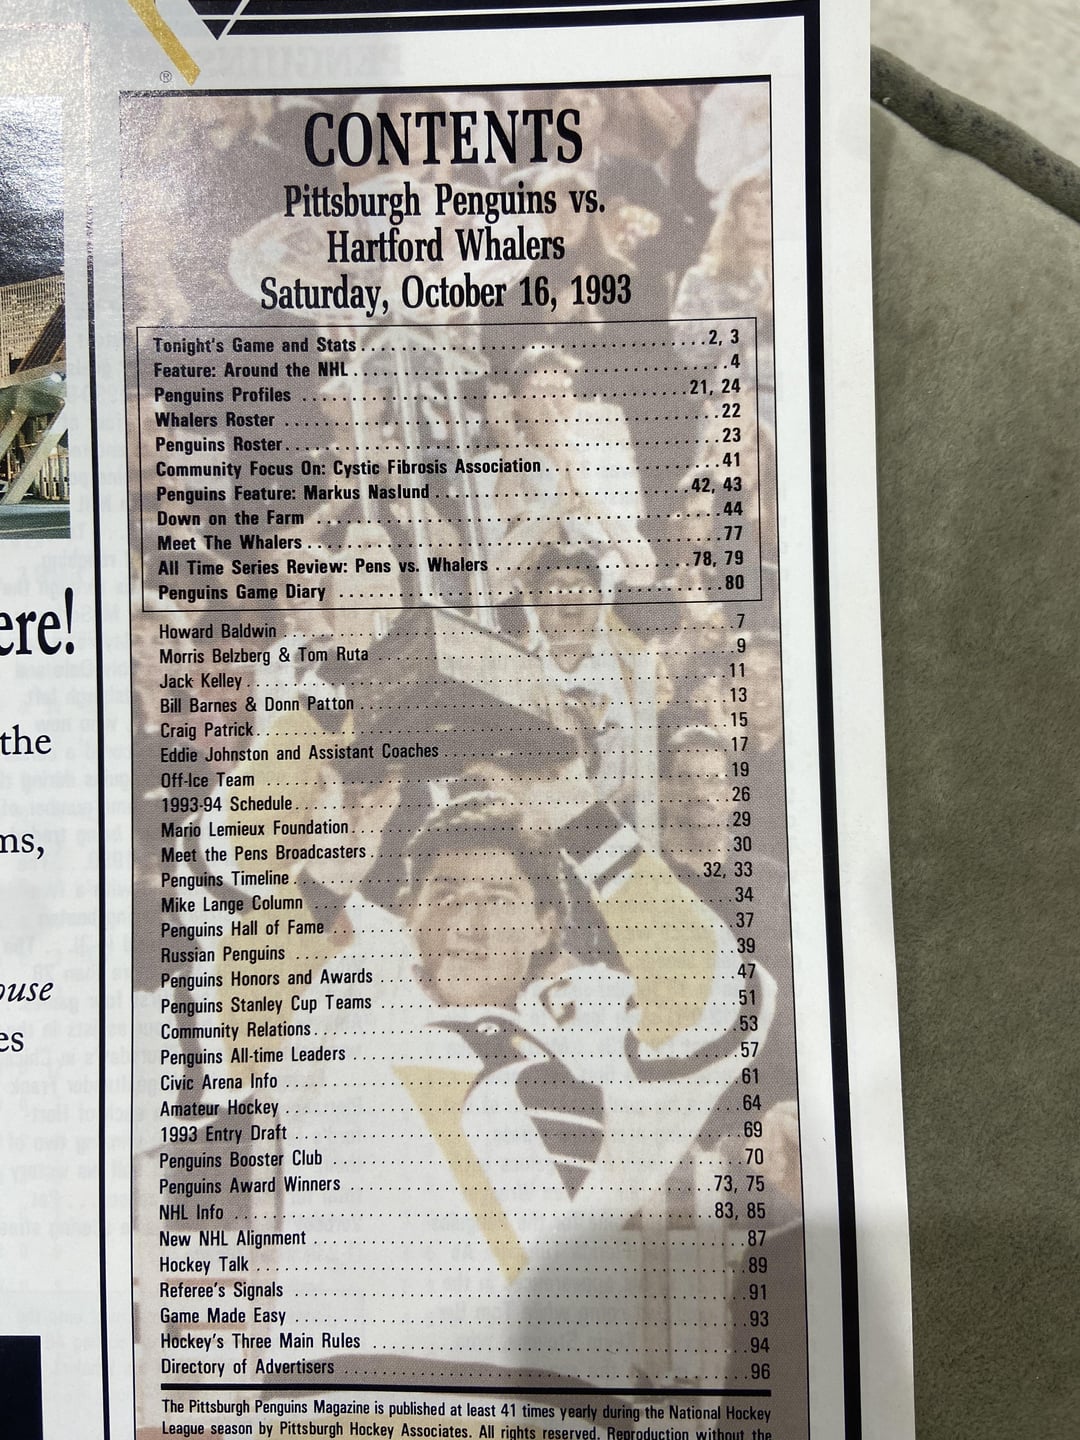 ®
CONTENTS
Pittsburgh Penguins vs.
Hartford Whalers
Saturday, October 16, 1993
Tonight's Game and Stats 2, 3
Feature: Around the NHL 4
Penguins Profiles 21, 24
Whalers Roster 22
Penguins Roster 23
Community Focus On: Cystic Fibrosis Association 41
Penguins Feature: Markus Naslund 42, 43
Down on the Farm 44
Meet The Whalers 77
All Time Series Review: Pens vs. Whalers 78, 79
Penguins Game Diary 80
Howard Baldwin 7
Morris Belzberg & Tom Ruta 9
Jack Kelley 11
Bill Barnes & Donn Patton 13
Craig Patrick 15
Eddie Johnston and Assistant Coaches 17
Off-Ice Team 19
1993-94 Schedule 26
Mario Lemieux Foundation 29
Meet the Pens Broadcasters 30
Penguins Timeline 32, 33
Mike Lange Column 34
Penguins Hall of Fame 37
Russian Penguins 39
Penguins Honors and Awards 47
Penguins Stanley Cup Teams 51
Community Relations 53
Penguins All-time Leaders 57
Civic Arena Info 61
Amateur Hockey 64
1993 Entry Draft 69
Penguins Booster Club 70
Penguins Award Winners 73, 75
NHL Info 83, 85
New NHL Alignment 87
Hockey Talk 89
Referee's Signals 91
Game Made Easy 93
Hockey's Three Main Rules 94
Directory of Advertisers 96
The Pittsburgh Penguins Magazine is published at least 41 times yearly during the National Hockey
League season by Pittsburgh Hockey Associates. All rights reserved. Reproduction without the
ere!
the
ms,
ouse
es